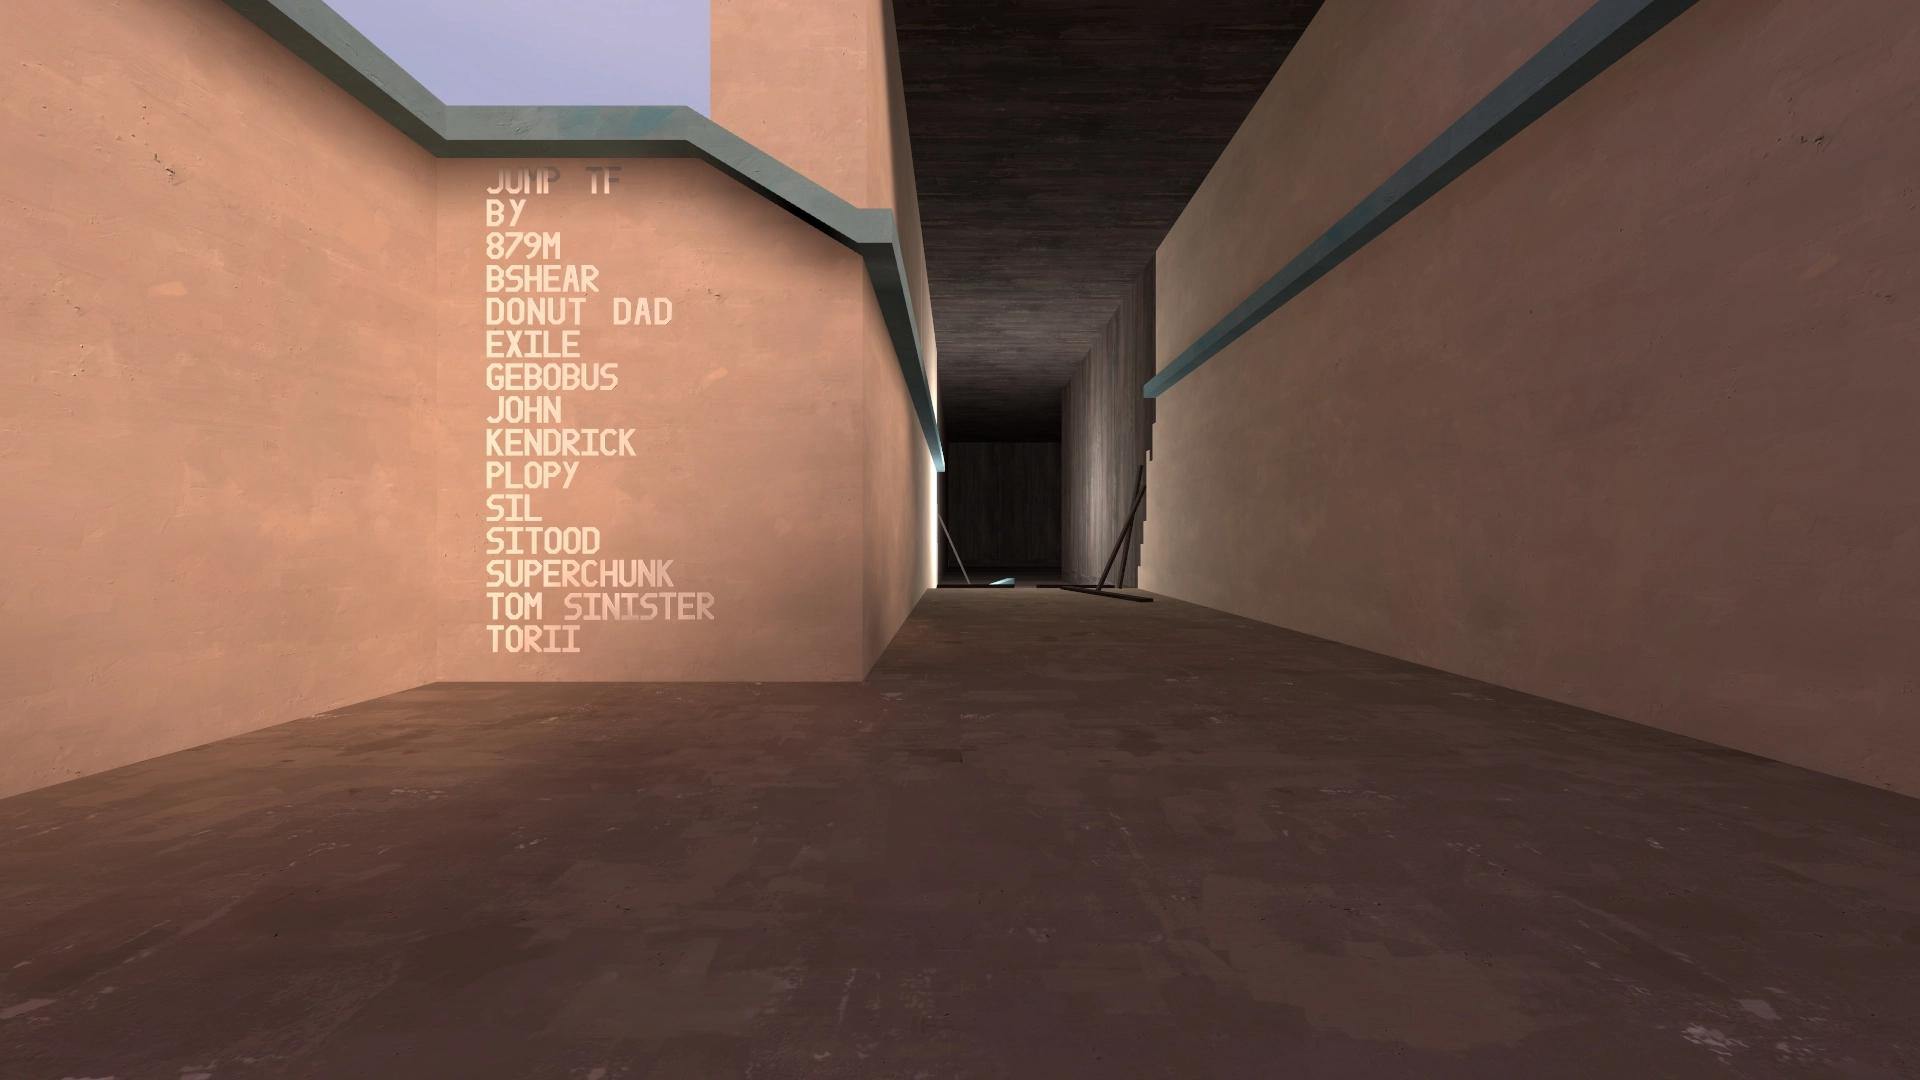 JUMP TF
BY
879M
BSHEAR
DONUT DAD
EXILE
GEBOBUS
JOHN
KENDRICK
PLOPY
SIL
SITOOD
SUPERCHUNK
TOM SINISTER
TORII